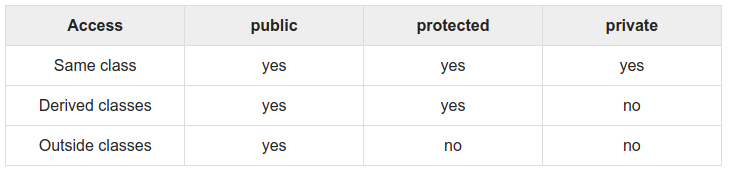 Access public protected private
Same class yes yes yes
Derived classes yes yes no
Outside classes yes no no